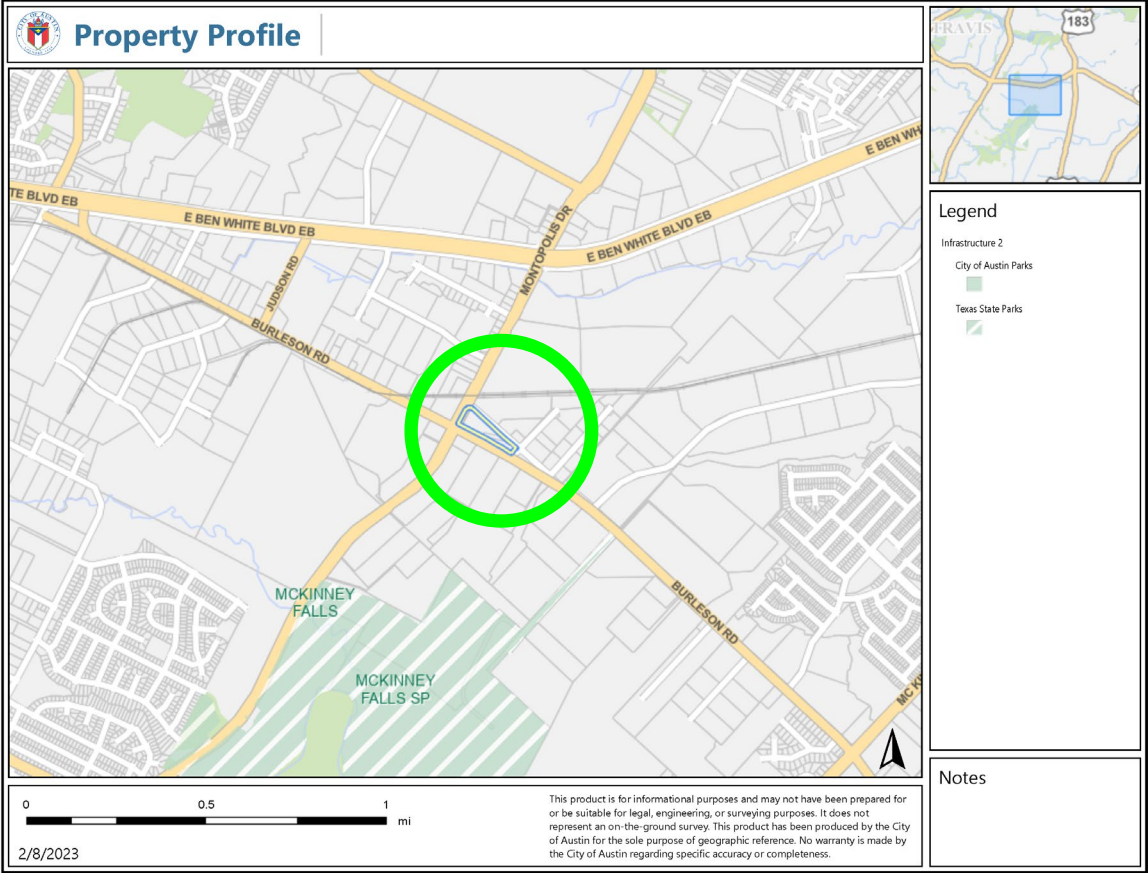 Property Profile
183
TRAVIS
TE BLVD EB
E BEN WHITE BLVD EB
E BEN WH
E BEN WHITE BLVD EB
MONTOPOLIS DR
JUDSON RD
BURLESON RD
MCKINNEY
FALLS
MCKINNEY
FALLS SP
BURLESON RD
MC K
Legend
Infrastructure 2
City of Austin Parks
Texas State Parks
Notes
0 0.5 1
mi
2/8/2023
This product is for informational purposes and may not have been prepared for
or be suitable for legal, engineering, or surveying purposes. It does not
represent an on-the-ground survey. This product has been produced by the City
of Austin for the sole purpose of geographic reference. No warranty is made by
the City of Austin regarding specific accuracy or completeness.